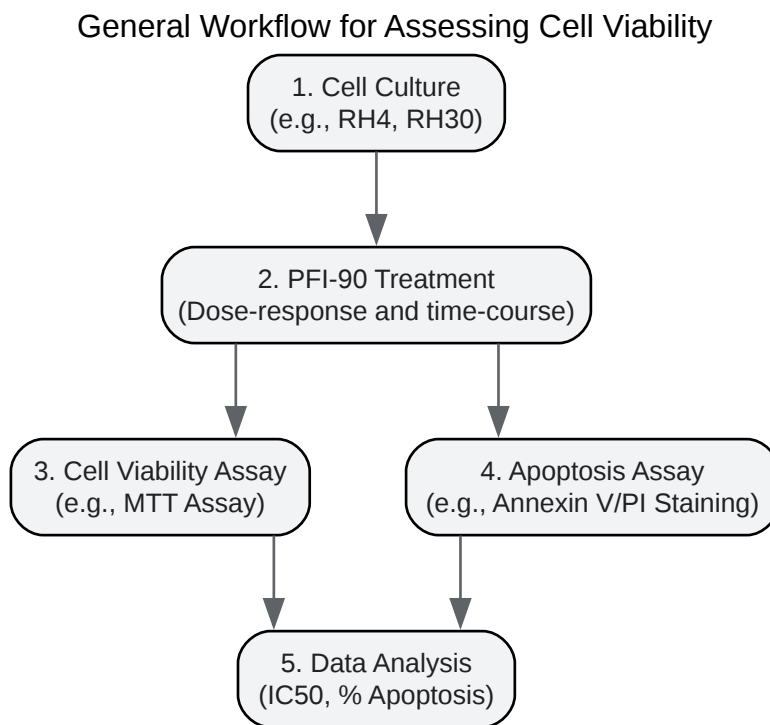 General Workflow for Assessing Cell Viability
1. Cell Culture
(e.g., RH4, RH30)
2. PFI-90 Treatment
(Dose-response and time-course)
3. Cell Viability Assay
(e.g., MTT Assay)
4. Apoptosis Assay
(e.g., Annexin V/PI Staining)
5. Data Analysis
(IC50, % Apoptosis)